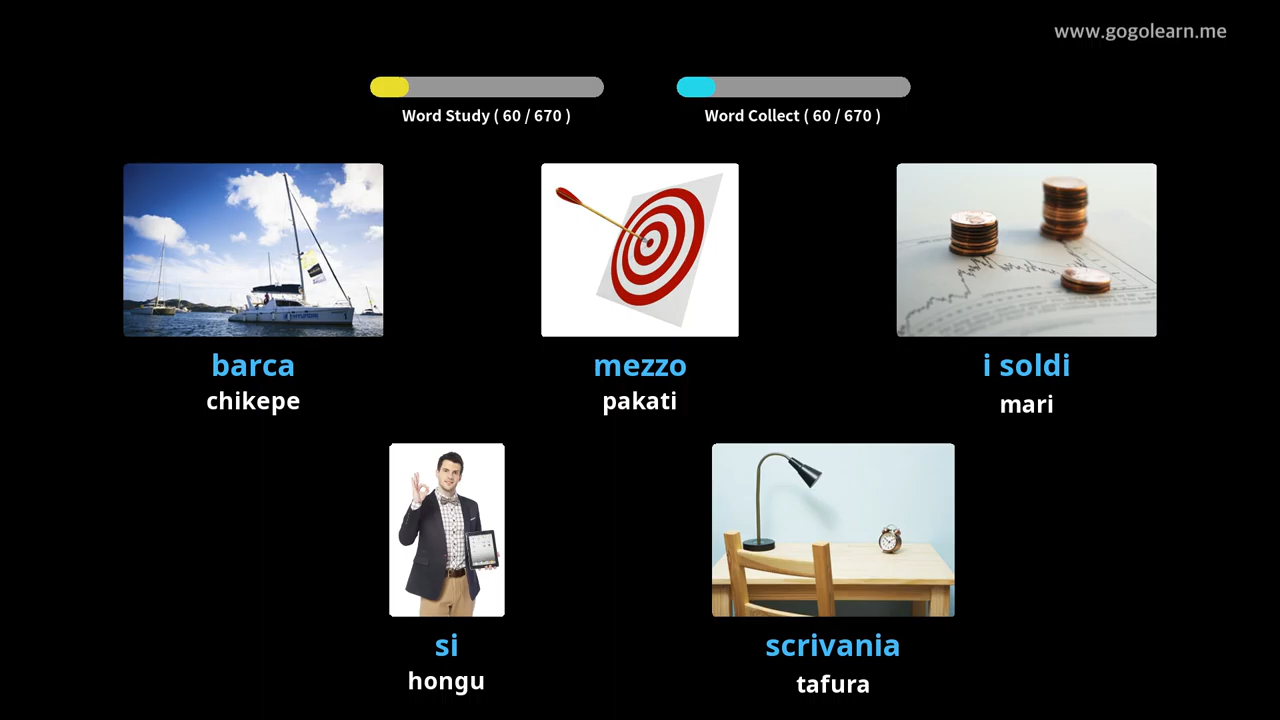 www.gogolearn.me
Word Study ( 60 / 670 )
Word Collect ( 60 / 670 )
barca
chikepe
mezzo
pakati
i soldi
mari
si
hongu
scrivania
tafura